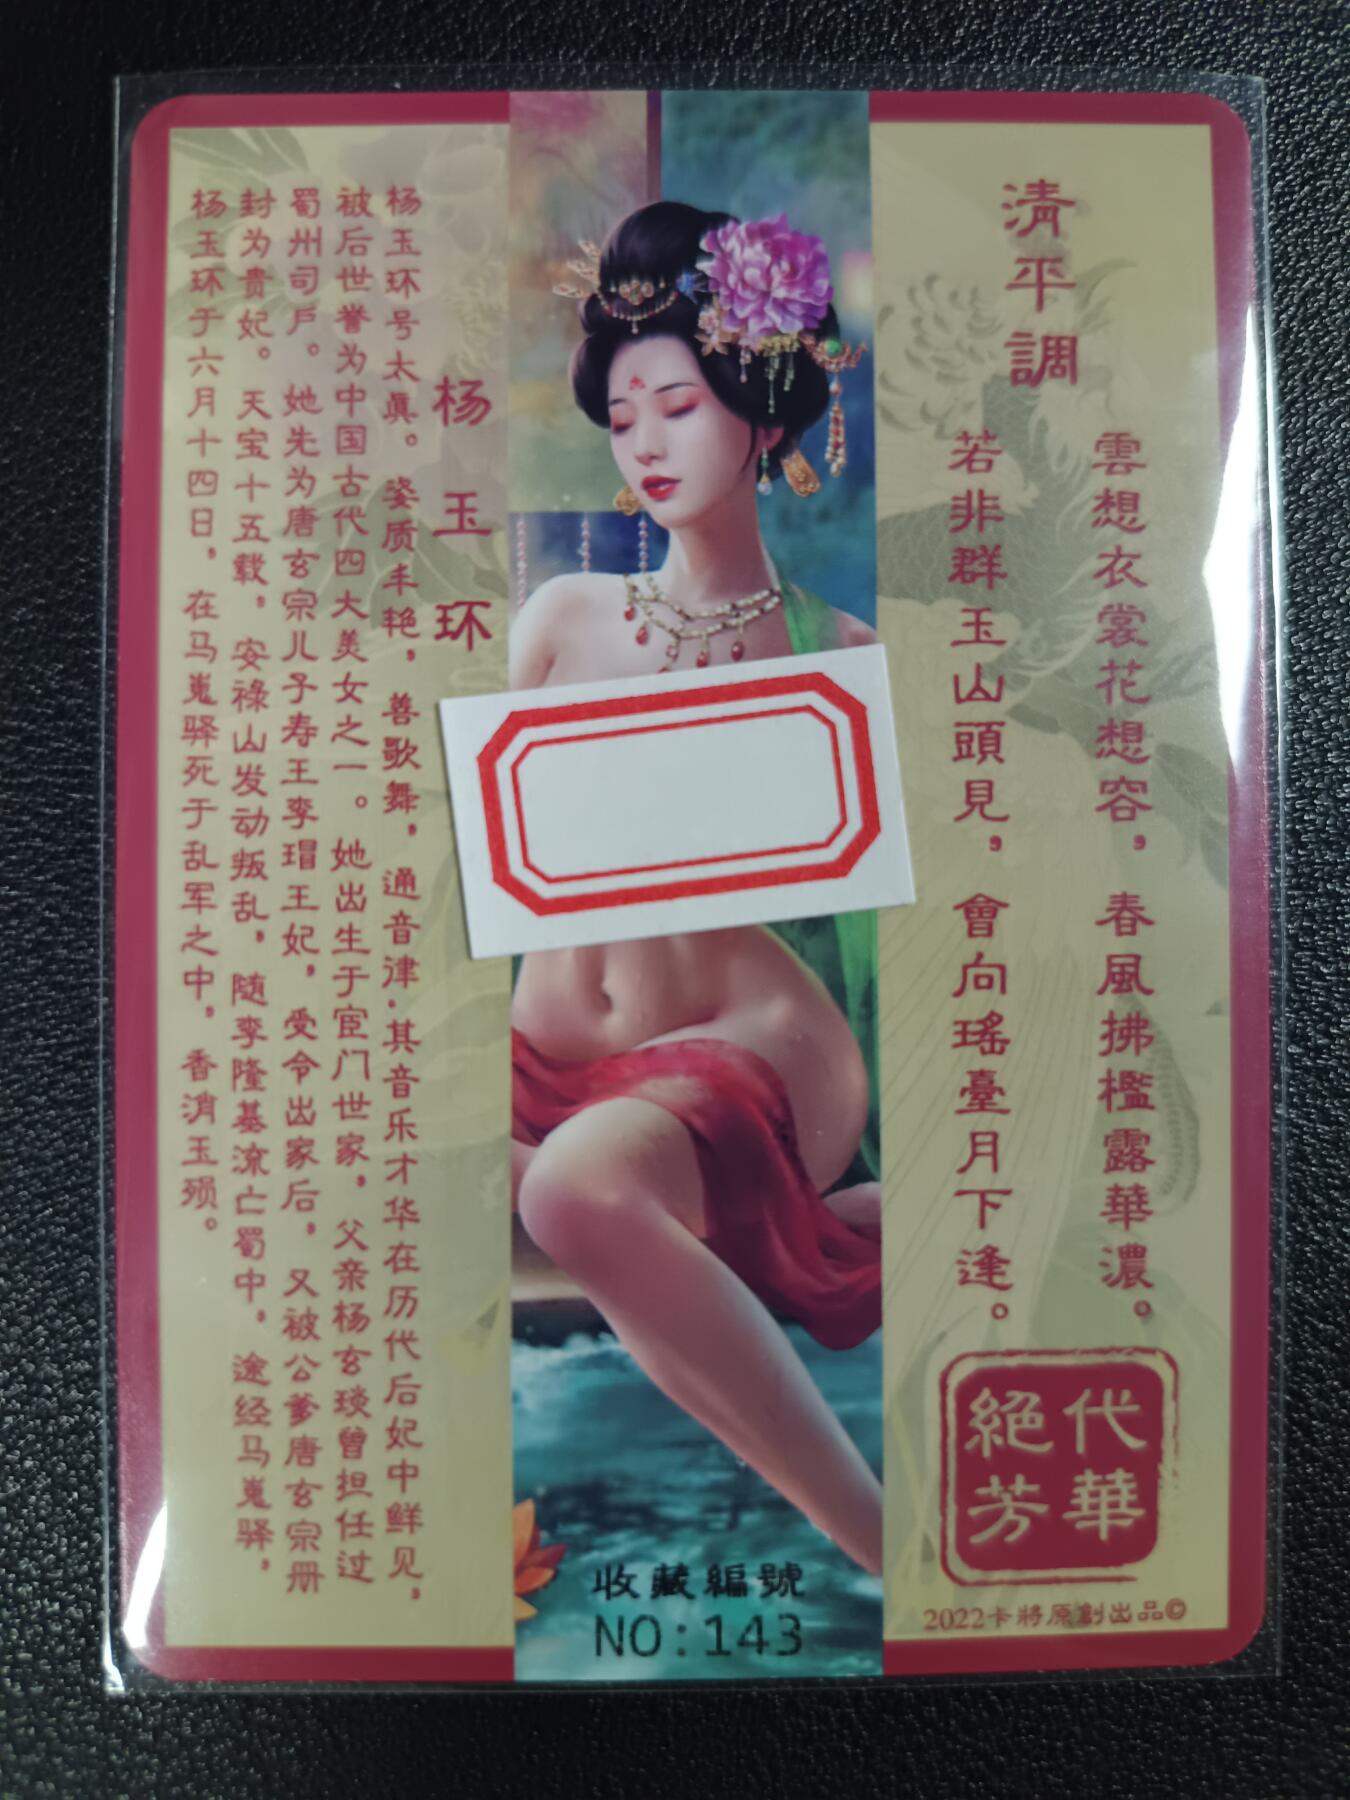 清平調
雲想衣裳花想容，春風拂檻露華濃。
若非群玉山頭見，會向瑤臺月下逢。
代華
絕芳
2022卡將原創出品©
杨玉环
杨玉环号太真。姿质丰艳，善歌舞，通音律.其音乐才华在历代后妃中鲜见，
被后世誉为中国古代四大美女之一。她出生于宦门世家，父亲杨玄琰曾担任过
蜀州司戶。她先为唐玄宗儿子寿王李瑁王妃，受令出家后，又被公爹唐玄宗册
封为贵妃。天宝十五载，安祿山发动叛乱，随李隆基流亡蜀中，途经马嵬驿，
杨玉环于六月十四日，在马嵬驿死于乱军之中，香消玉殒。
收藏編號
NO:143